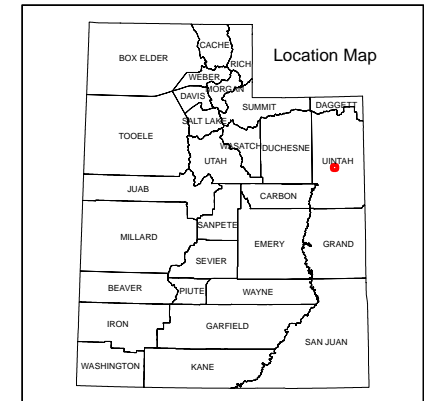 Location Map
CACHE
BOX ELDER
RICH
WEBER
MORGAN
DAVIS
SUMMIT
DAGGETT
SALT LAKE
TOOELE
WASATCH
DUCHESNE
UTAH
UINTAH
JUAB
CARBON
SANPETE
MILLARD
EMERY
GRAND
SEVIER
BEAVER
PIUTE
WAYNE
IRON
GARFIELD
SAN JUAN
WASHINGTON
KANE